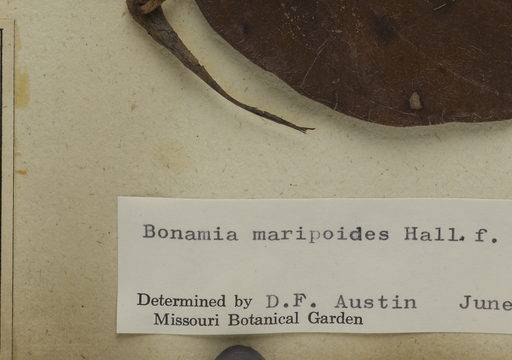 Bonamia maripoides Hall. f.
Determined by D.F. Austin June
Missouri Botanical Garden